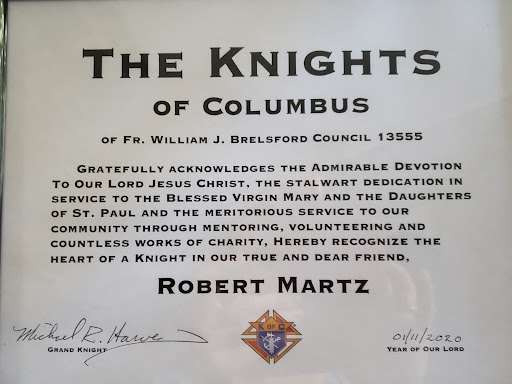 THE KNIGHTS
OF COLUMBUS
OF FR. WILLIAM J. BRELSFORD COUNCIL 13555
GRATEFULLY ACKNOWLEDGES THE ADMIRABLE DEVOTION
TO OUR LORD JESUS CHRIST, THE STALWART DEDICATION IN
SERVICE TO THE BLESSED VIRGIN MARY AND THE DAUGHTERS
OF ST. PAUL AND THE MERITORIOUS SERVICE TO OUR
COMMUNITY THROUGH MENTORING, VOLUNTEERING AND
COUNTLESS WORKS OF CHARITY, HEREBY RECOGNIZE THE
HEART OF A KNIGHT IN OUR TRUE AND DEAR FRIEND,
ROBERT MARTZ
Michael R.
GRAND KNIGHT
K OF C
01/11/2020
YEAR OF OUR LORD